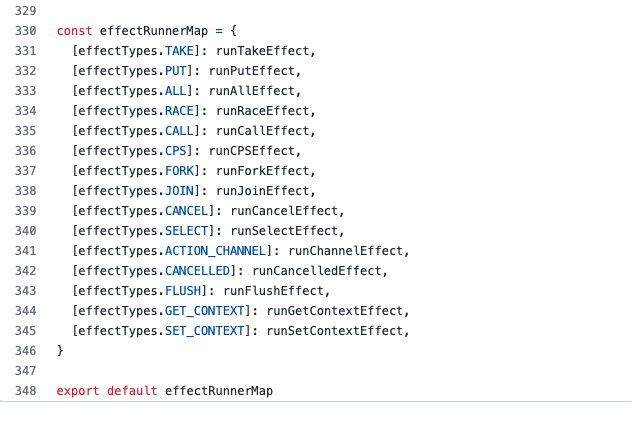 329
330 const effectRunnerMap = {
331 [effectTypes.TAKE]: runTakeEffect,
332 [effectTypes.PUT]: runPutEffect,
333 [effectTypes.ALL]: runAllEffect,
334 [effectTypes.RACE]: runRaceEffect,
335 [effectTypes.CALL]: runCallEffect,
336 [effectTypes.CPS]: runCPSEffect,
337 [effectTypes.FORK]: runForkEffect,
338 [effectTypes.JOIN]: runJoinEffect,
339 [effectTypes.CANCEL]: runCancelEffect,
340 [effectTypes.SELECT]: runSelectEffect,
341 [effectTypes.ACTION_CHANNEL]: runChannelEffect,
342 [effectTypes.CANCELLED]: runCancelledEffect,
343 [effectTypes.FLUSH]: runFlushEffect,
344 [effectTypes.GET_CONTEXT]: runGetContextEffect,
345 [effectTypes.SET_CONTEXT]: runSetContextEffect,
346 }
347
348 export default effectRunnerMap